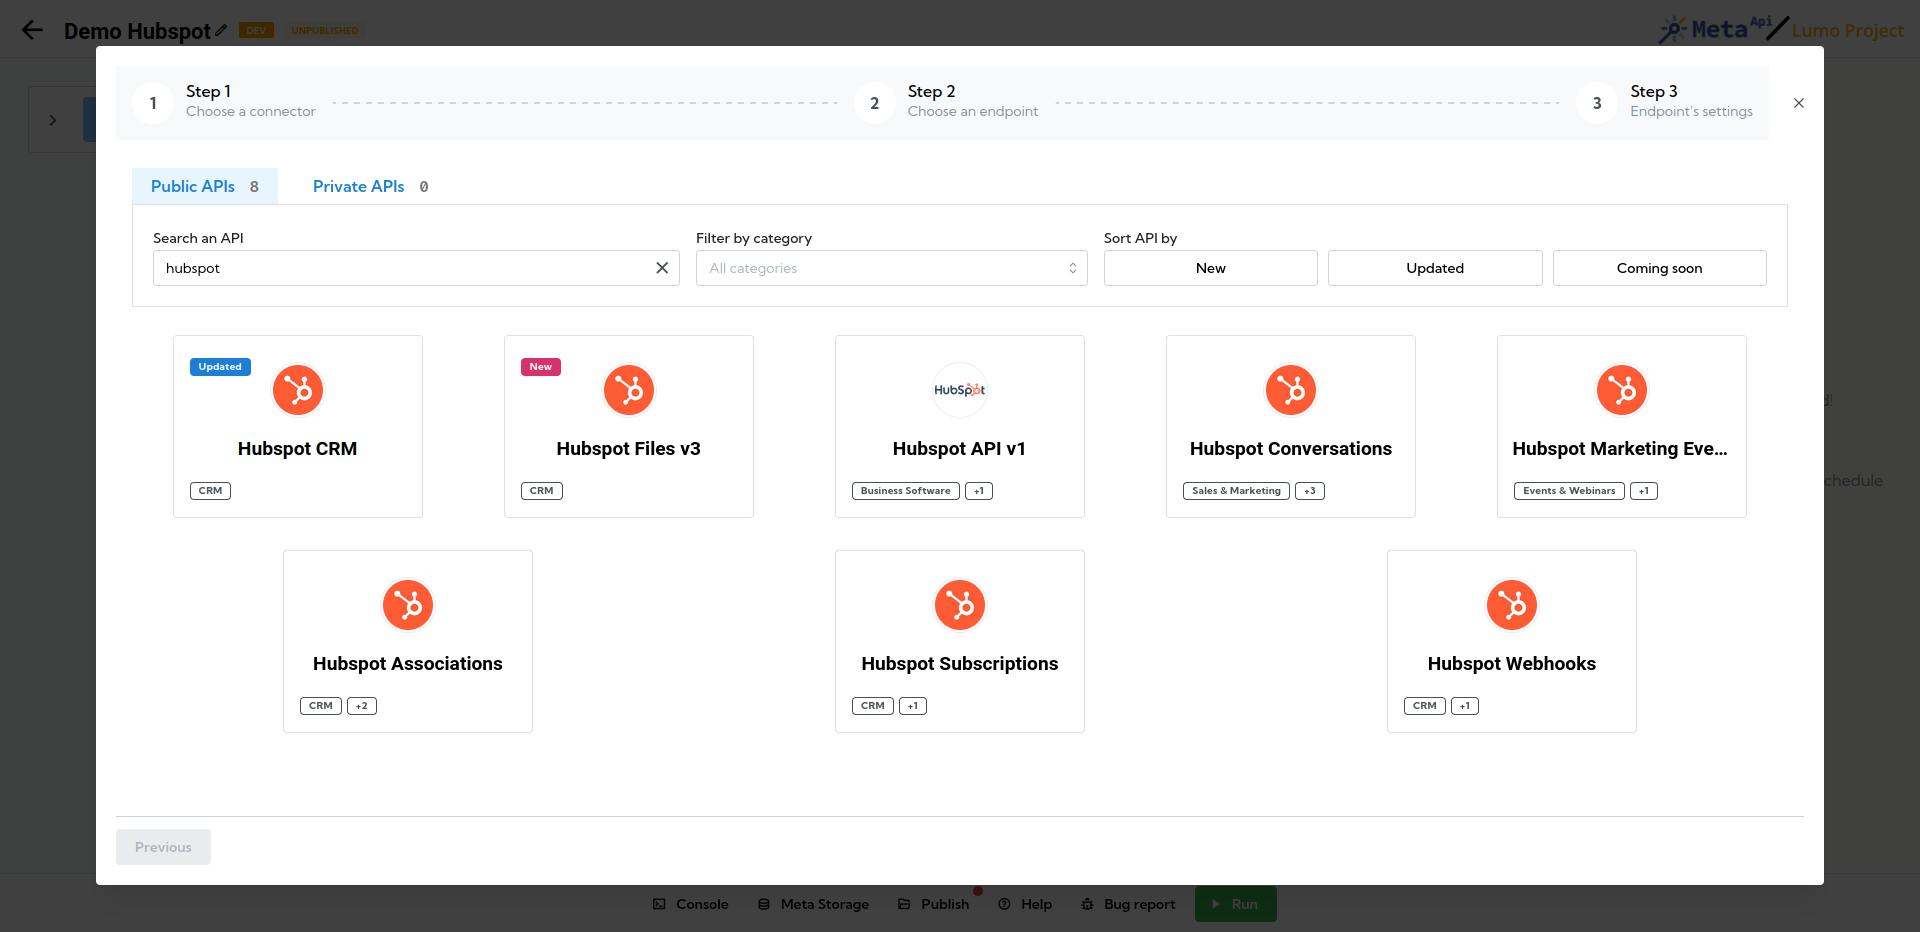 Demo Hubspot DEV UNPUBLISHED
Meta Api Lumo Project
1 Step 1
Choose a connector
2 Step 2
Choose an endpoint
3 Step 3
Endpoint's settings
Public APIs 8 Private APIs 0
Search an API
hubspot
Filter by category
All categories
Sort API by
New Updated Coming soon
Updated
Hubspot CRM
CRM
New
Hubspot Files v3
CRM
HubSpot
Hubspot API v1
Business Software +1
Hubspot Conversations
Sales & Marketing +3
Hubspot Marketing Eve...
Events & Webinars +1
Hubspot Associations
CRM +2
Hubspot Subscriptions
CRM +1
Hubspot Webhooks
CRM +1
d!
chedule
Previous
Console Meta Storage Publish Help Bug report Run